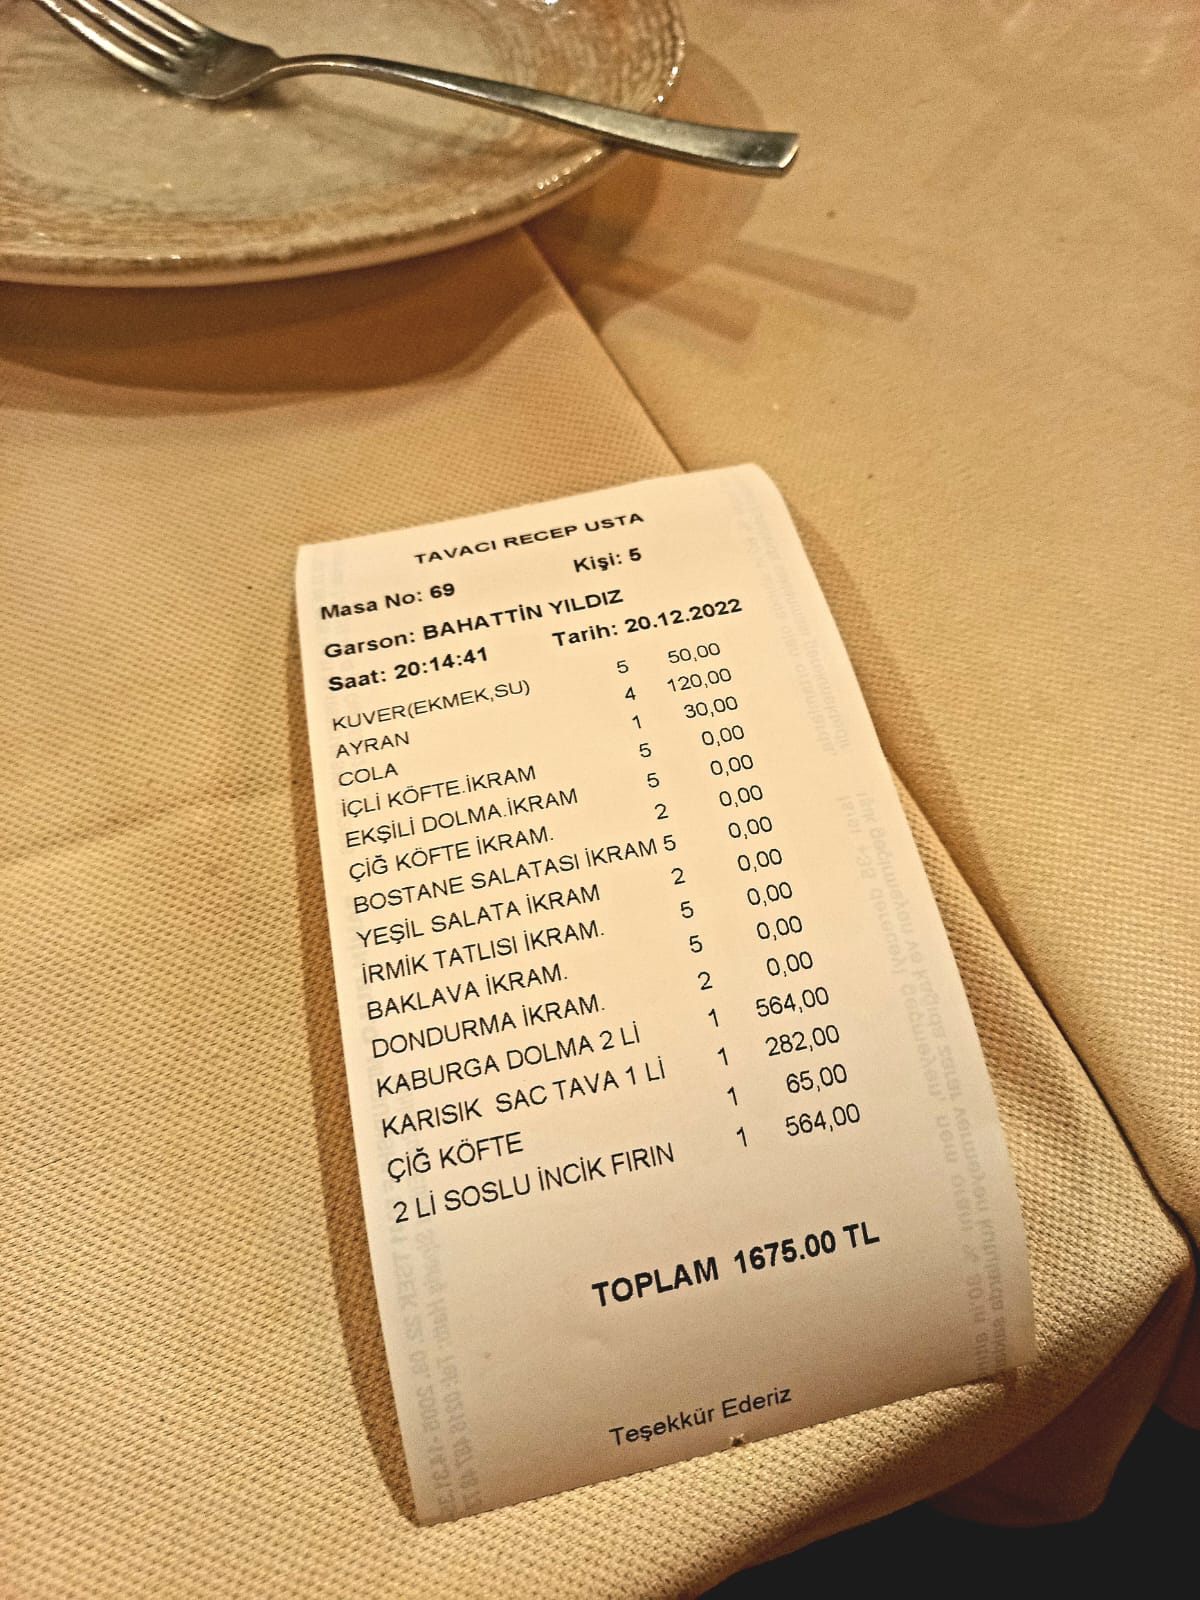 TAVACI RECEP USTA
Masa No: 69 Kişi: 5
Garson: BAHATTİN YILDIZ
Saat: 20:14:41 Tarih: 20.12.2022
KUVER(EKMEK,SU) 5 50,00
AYRAN 4 120,00
COLA 1 30,00
İÇLİ KÖFTE.İKRAM 5 0,00
EKŞİLİ DOLMA.İKRAM 5 0,00
ÇİĞ KÖFTE İKRAM. 2 0,00
BOSTANE SALATASI İKRAM 5 0,00
YEŞİL SALATA İKRAM 2 0,00
İRMİK TATLISI İKRAM. 5 0,00
BAKLAVA İKRAM. 5 0,00
DONDURMA İKRAM. 2 0,00
KABURGA DOLMA 2 Lİ 1 564,00
KARISIK SAC TAVA 1 Lİ 1 282,00
ÇİĞ KÖFTE 1 65,00
2 Lİ SOSLU İNCİK FIRIN 1 564,00
TOPLAM 1675.00 TL
Teşekkür Ederiz